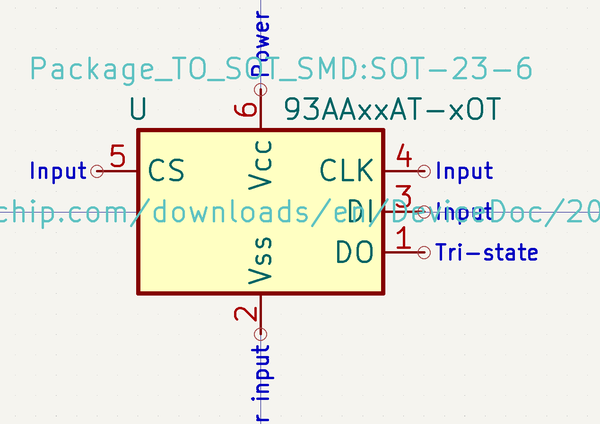 Power
Package_TO_SOT_SMD:SOT-23-6
U 6 93AAxxAT-xOT
Input 5 CS Vcc CLK 4 Input
chip.com/downloads/en/DeviceDoc/20
DI 3 Input
Vss DO 1 Tri-state
2
r input